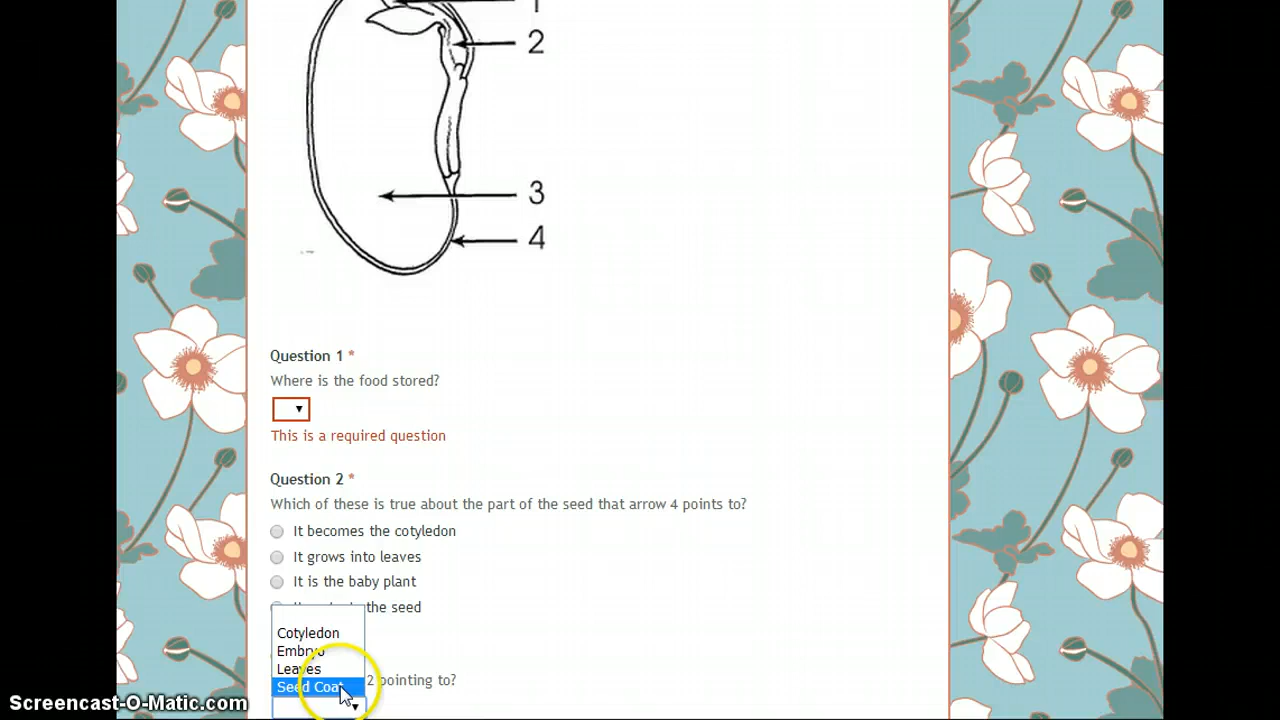 1
2
3
4
Question 1 *
Where is the food stored?
This is a required question
Question 2 *
Which of these is true about the part of the seed that arrow 4 points to?
It becomes the cotyledon
It grows into leaves
It is the baby plant
the seed
Cotyledon
Embryo
Leaves
Seed Coat
2 pointing to?
Screencast-O-Matic.com